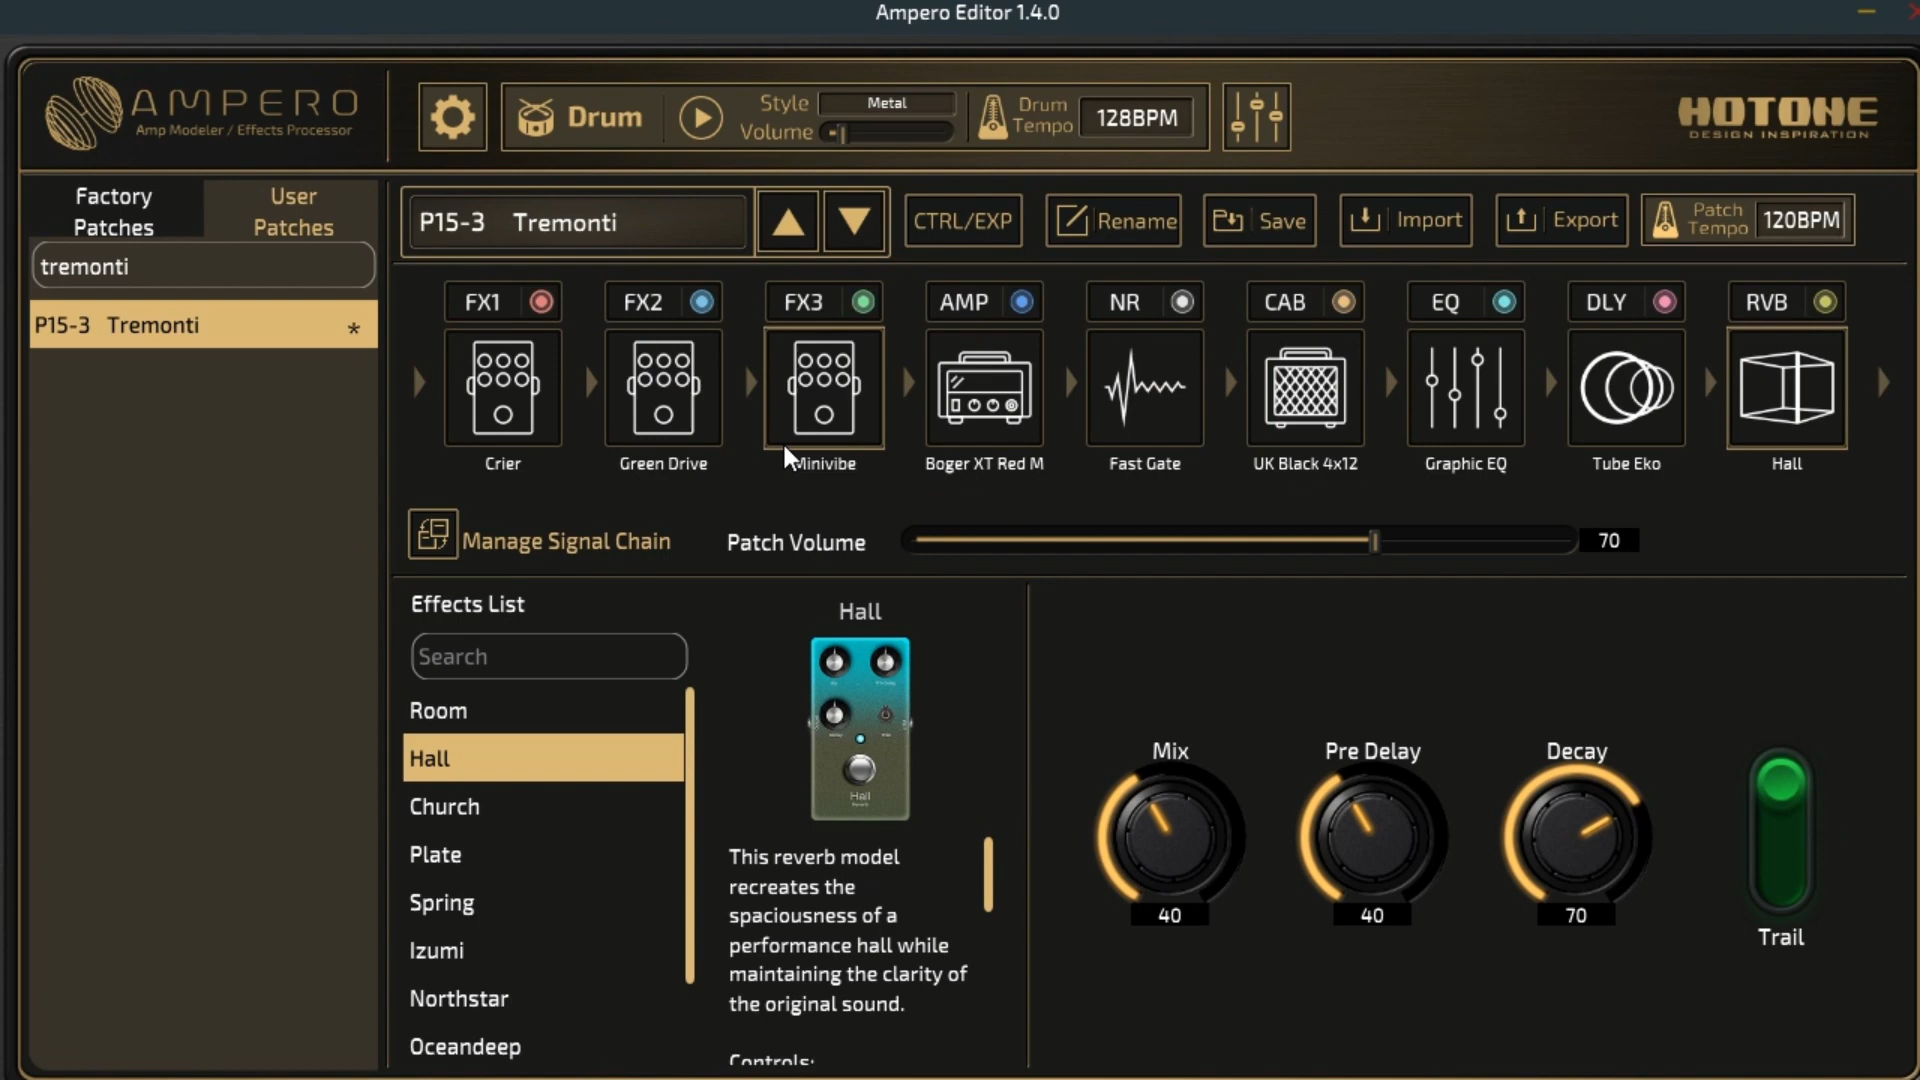 Ampero Editor 1.4.0
AMPERO
Amp Modeler / Effects Processor
Drum
Style
Metal
Volume
Drum
Tempo
128BPM
HOTONE
DESIGN INSPIRATION
Factory
Patches
User
Patches
tremonti
P15-3 Tremonti *
P15-3 Tremonti
CTRL/EXP
Rename
Save
Import
Export
Patch
Tempo
120BPM
FX1
FX2
FX3
AMP
NR
CAB
EQ
DLY
RVB
Crier
Green Drive
Minivibe
Boger XT Red M
Fast Gate
UK Black 4x12
Graphic EQ
Tube Eko
Hall
Manage Signal Chain
Patch Volume
70
Effects List
Search
Room
Hall
Church
Plate
Spring
Izumi
Northstar
Oceandeep
Hall
Hall
This reverb model
recreates the
spaciousness of a
performance hall while
maintaining the clarity of
the original sound.
Controls:
Mix
40
Pre Delay
40
Decay
70
Trail